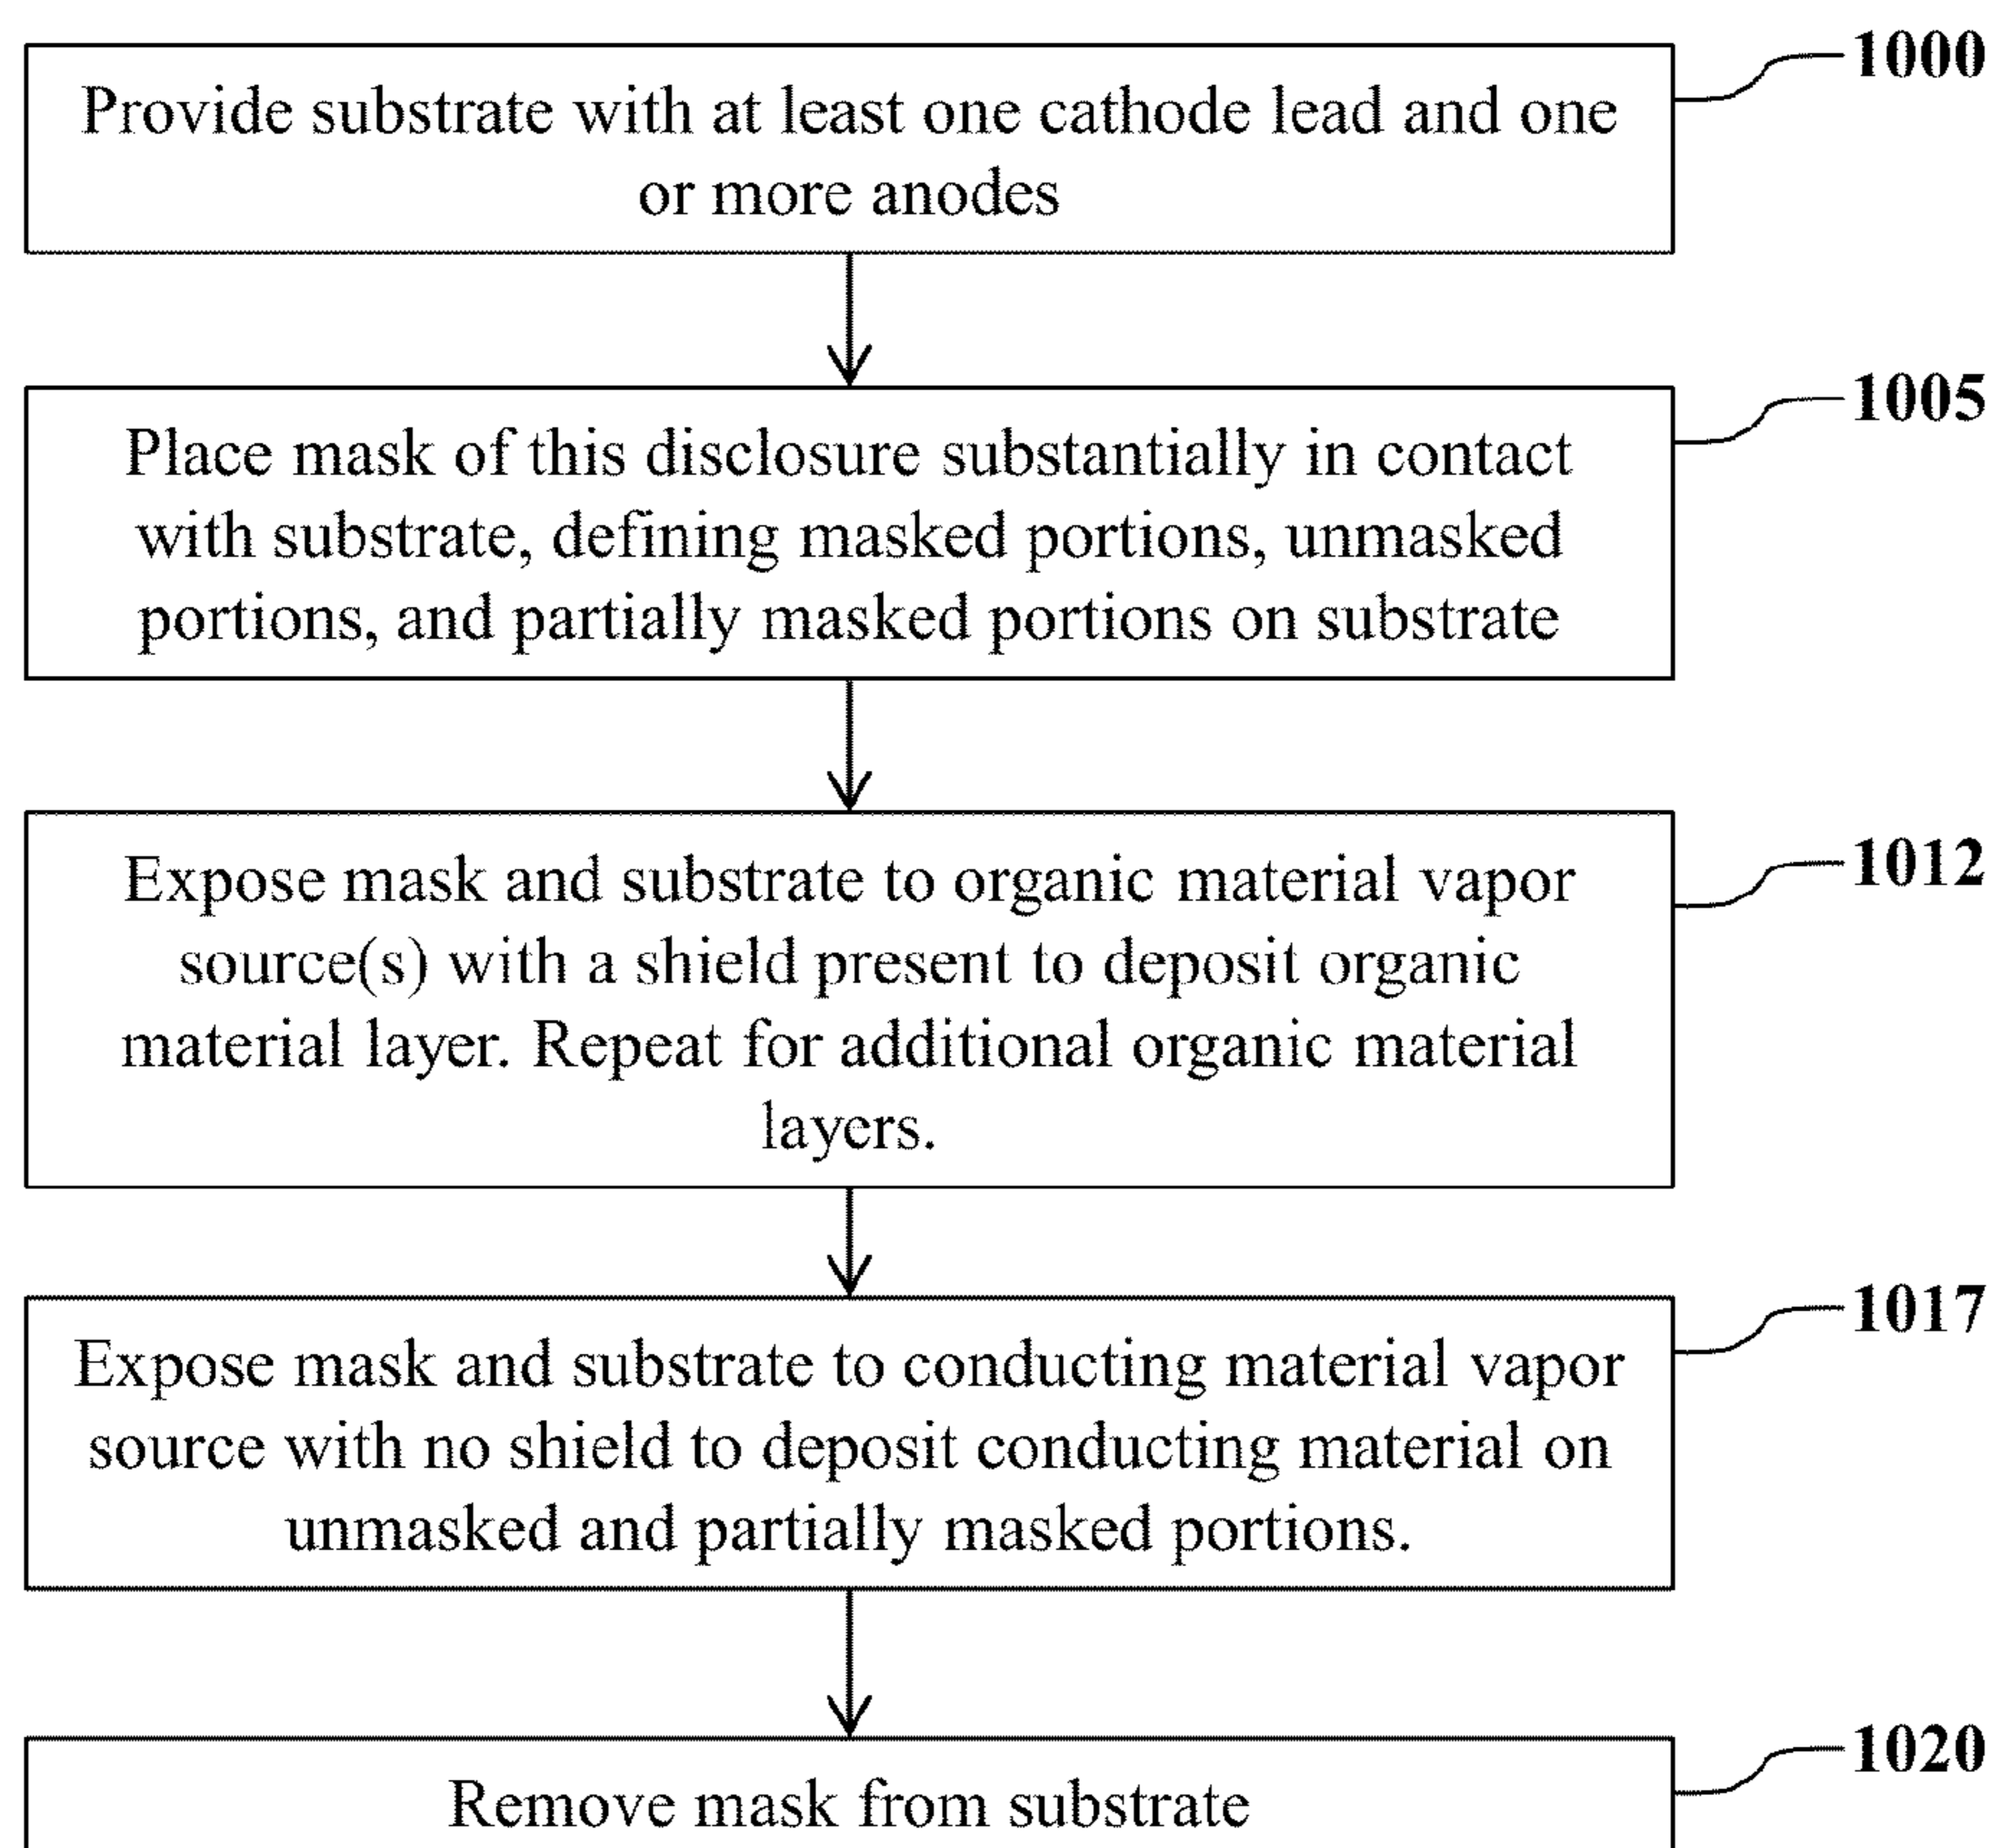 1000
Provide substrate with at least one cathode lead and one
or more anodes
1005
Place mask of this disclosure substantially in contact
with substrate, defining masked portions, unmasked
portions, and partially masked portions on substrate
1012
Expose mask and substrate to organic material vapor
source(s) with a shield present to deposit organic
material layer. Repeat for additional organic material
layers.
1017
Expose mask and substrate to conducting material vapor
source with no shield to deposit conducting material on
unmasked and partially masked portions.
1020
Remove mask from substrate